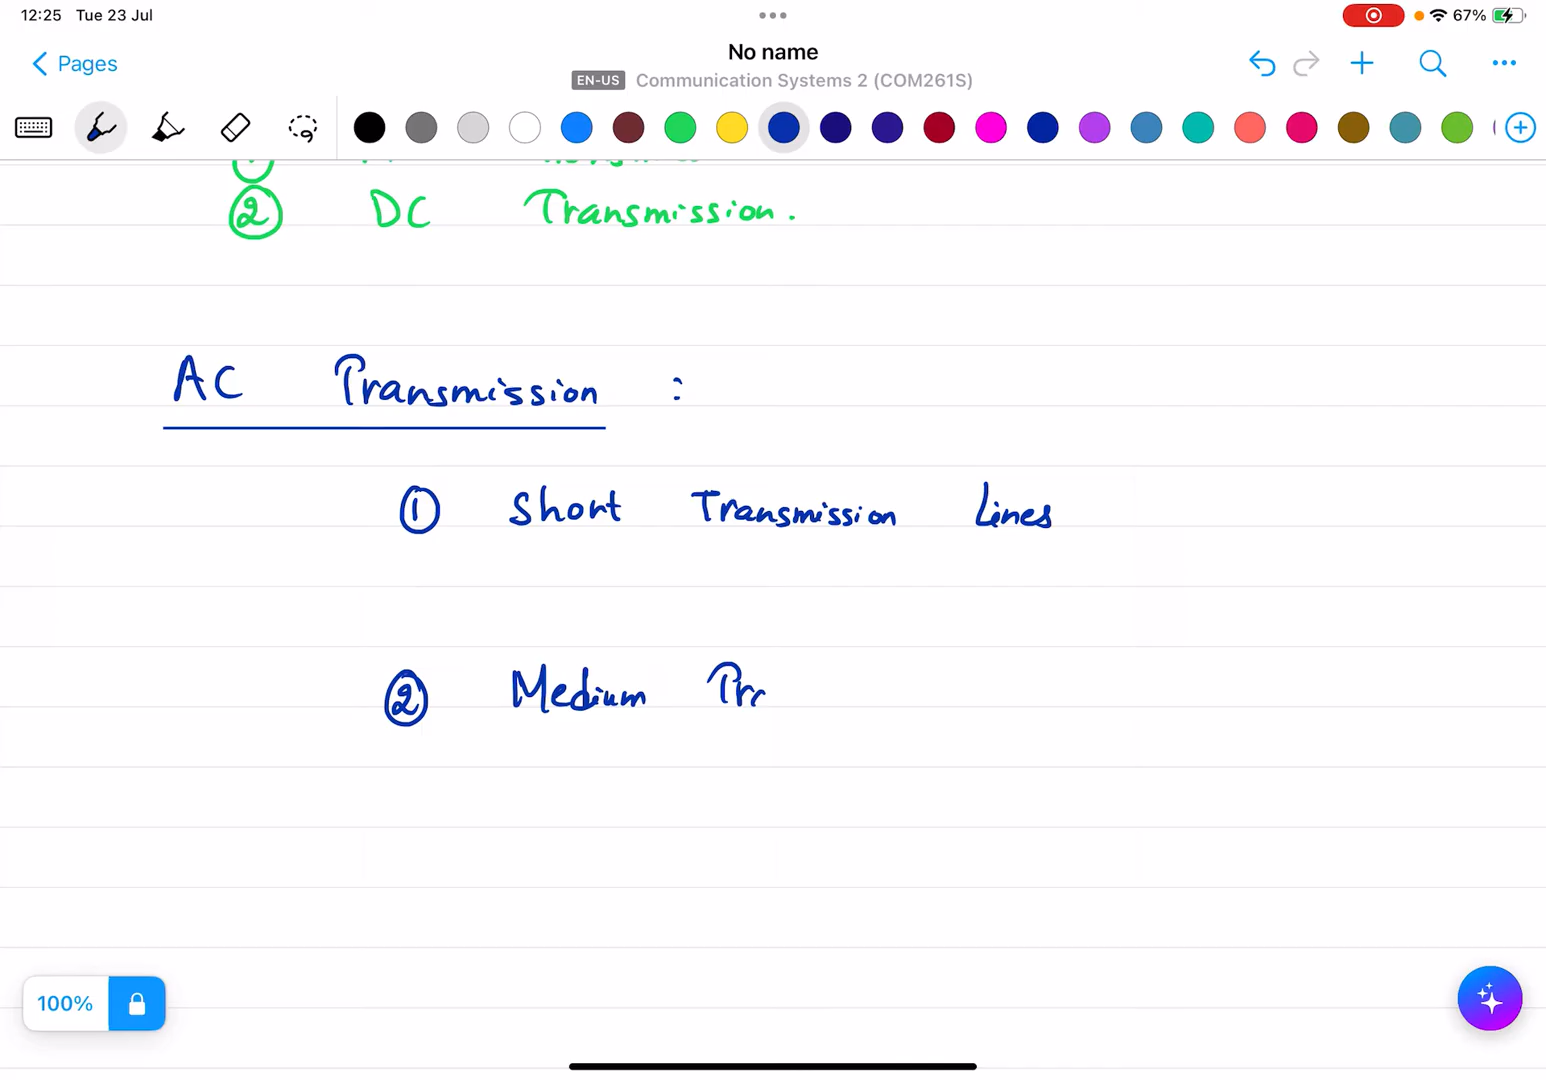 12:25 Tue 23 Jul
67%
Pages
No name
EN-US Communication Systems 2 (COM261S)
2 DC Transmission.
AC Transmission :
1 Short Transmission Lines
2 Medium Tra
100%